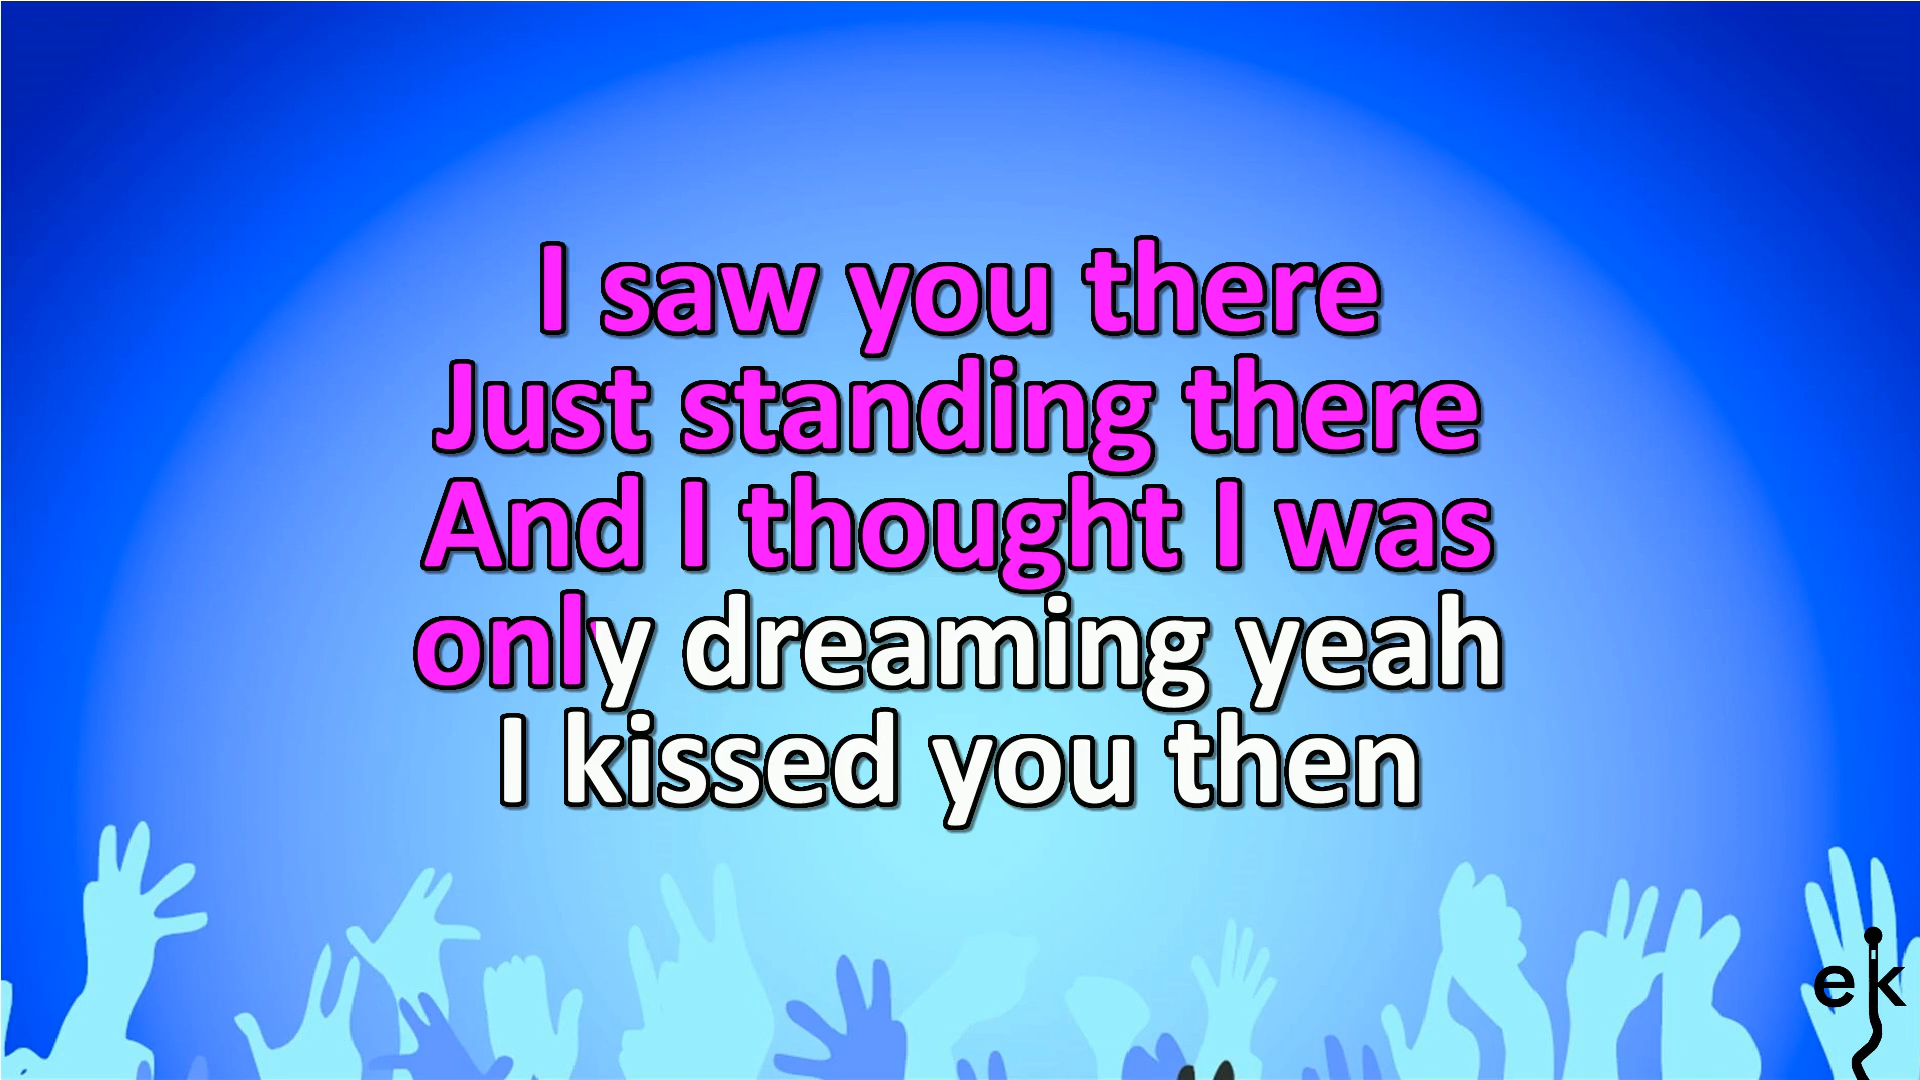 I saw you there
Just standing there
And I thought I was
only dreaming yeah
I kissed you then
ek